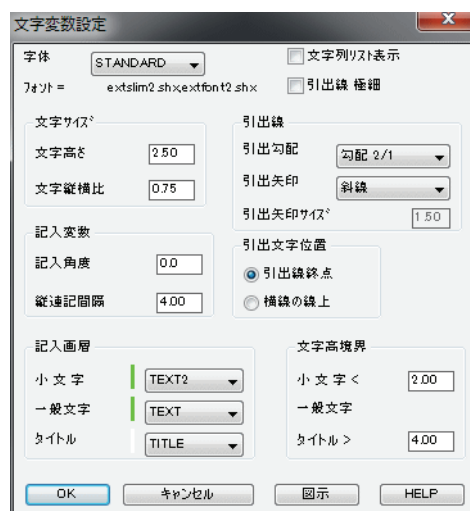 文字変数設定
字体 STANDARD
フォント= extslim2.shx,extfont2.shx
文字列リスト表示
引出線 極細
文字サイズ
文字高さ 2.50
文字縦横比 0.75
引出線
引出勾配 勾配 2/1
引出矢印 斜線
引出矢印サイズ 1.50
記入変数
記入角度 0.0
縦連記間隔 4.00
引出文字位置
引出線終点
横線の線上
記入画層
小 文 字 TEXT2
一般文字 TEXT
タイトル TITLE
文字高境界
小 文 字 < 2.00
一般文字
タイトル > 4.00
OK キャンセル 図示 HELP